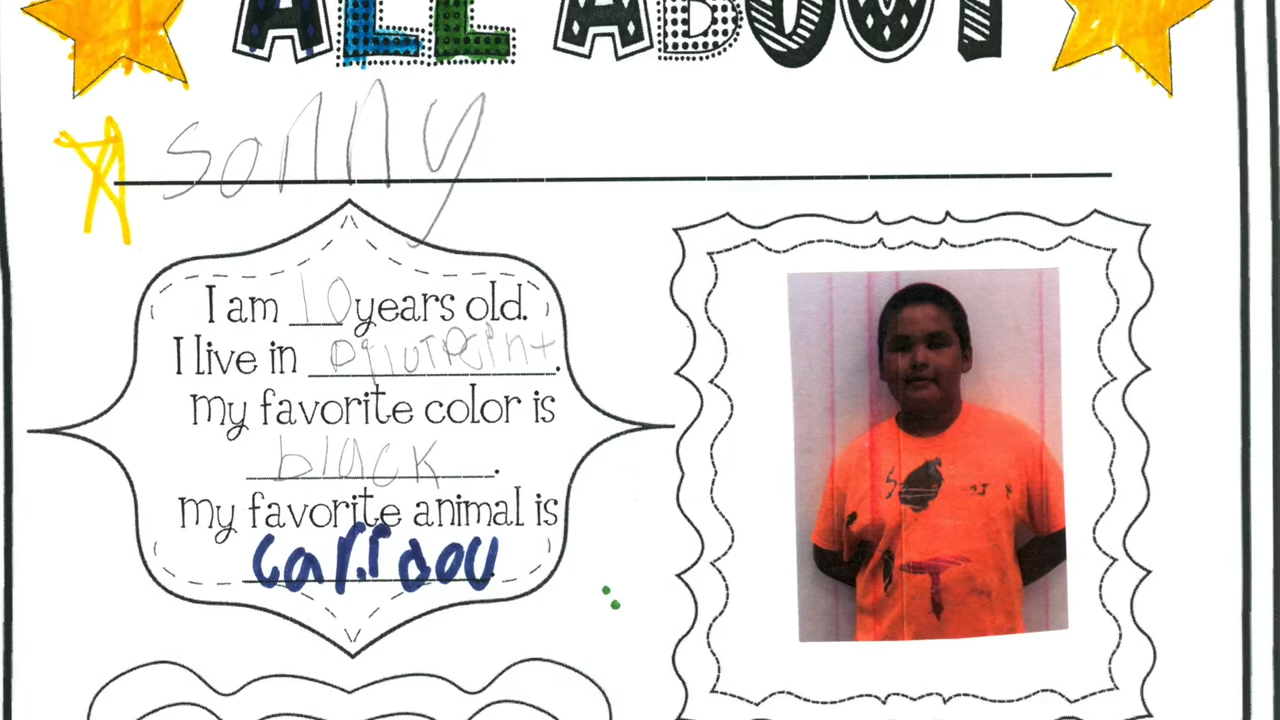 ALL ABOUT
sonny
I am 10 years old.
I live in pilutPoint.
my favorite color is
black.
my favorite animal is
caribou